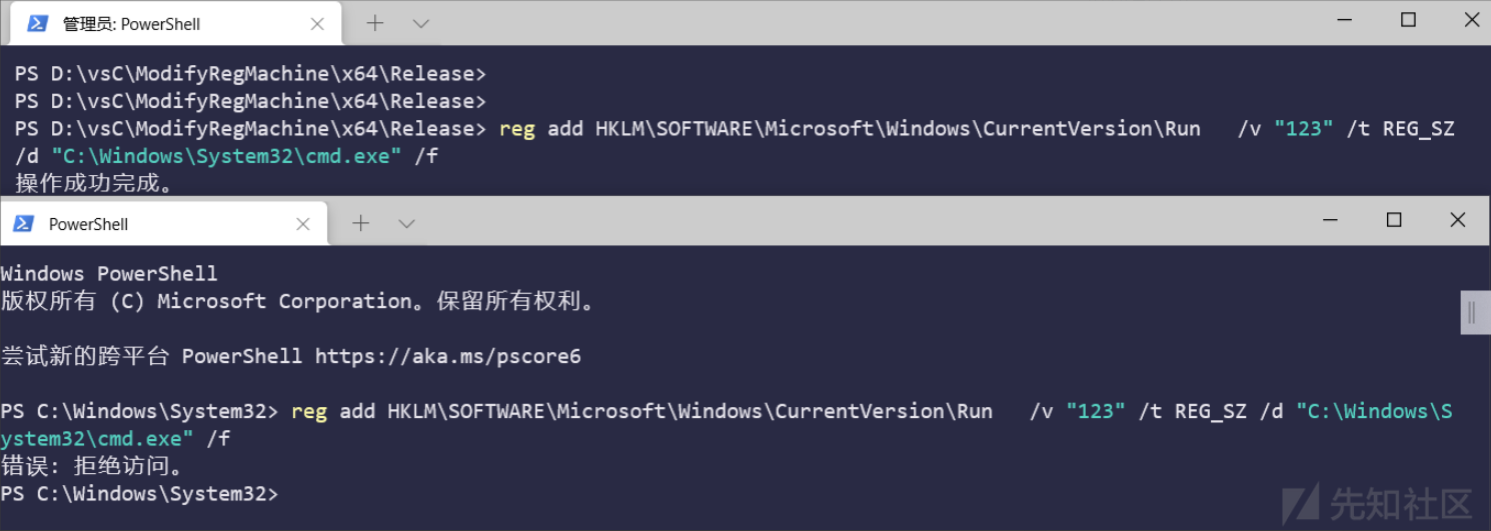 管理员: PowerShell
PS D:\vsC\ModifyRegMachine\x64\Release>
PS D:\vsC\ModifyRegMachine\x64\Release>
PS D:\vsC\ModifyRegMachine\x64\Release> reg add HKLM\SOFTWARE\Microsoft\Windows\CurrentVersion\Run   /v "123" /t REG_SZ
/d "C:\Windows\System32\cmd.exe" /f
操作成功完成。
PowerShell
Windows PowerShell
版权所有 (C) Microsoft Corporation。保留所有权利。
尝试新的跨平台 PowerShell https://aka.ms/pscore6
PS C:\Windows\System32> reg add HKLM\SOFTWARE\Microsoft\Windows\CurrentVersion\Run   /v "123" /t REG_SZ /d "C:\Windows\S
ystem32\cmd.exe" /f
错误: 拒绝访问。
PS C:\Windows\System32>
先知社区